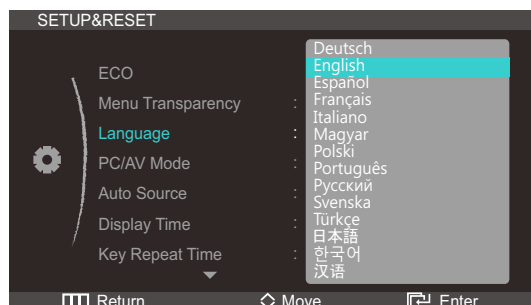 SETUP&RESET
ECO
Menu Transparency :
Language :
PC/AV Mode :
Auto Source :
Display Time :
Key Repeat Time :
Deutsch
English
Español
Français
Italiano
Magyar
Polski
Português
Русский
Svenska
Türkçe
日本語
한국어
汉语
Return Move Enter